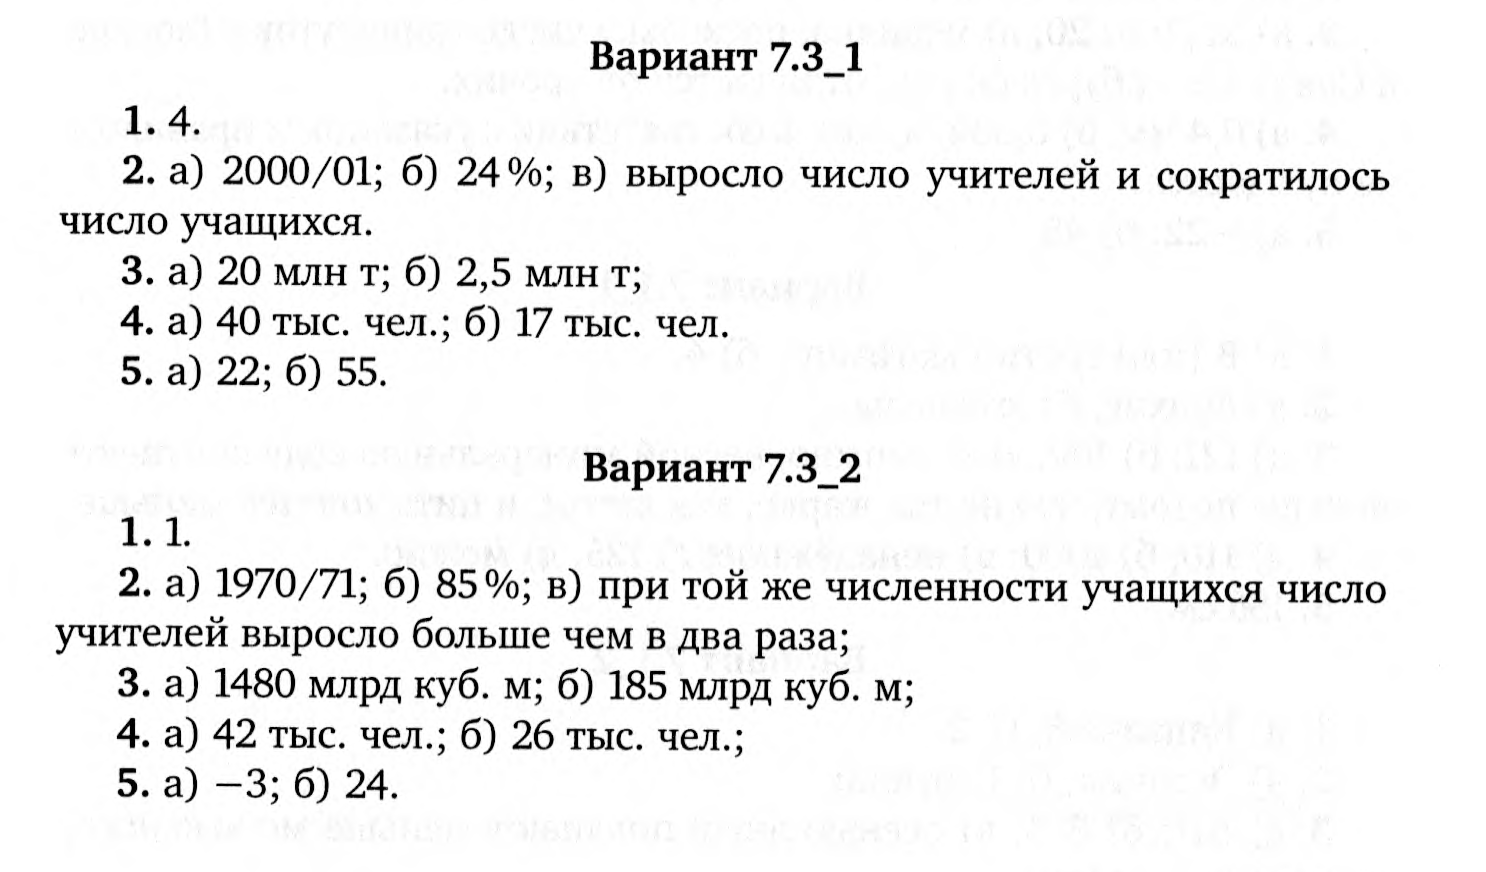 Вариант 7.3_1
1. 4.
2. а) 2000/01; б) 24 %; в) выросло число учителей и сократилось
число учащихся.
3. а) 20 млн т; б) 2,5 млн т;
4. а) 40 тыс. чел.; б) 17 тыс. чел.
5. а) 22; б) 55.
Вариант 7.3_2
1. 1.
2. а) 1970/71; б) 85 %; в) при той же численности учащихся число
учителей выросло больше чем в два раза;
3. а) 1480 млрд куб. м; б) 185 млрд куб. м;
4. а) 42 тыс. чел.; б) 26 тыс. чел.;
5. а) −3; б) 24.